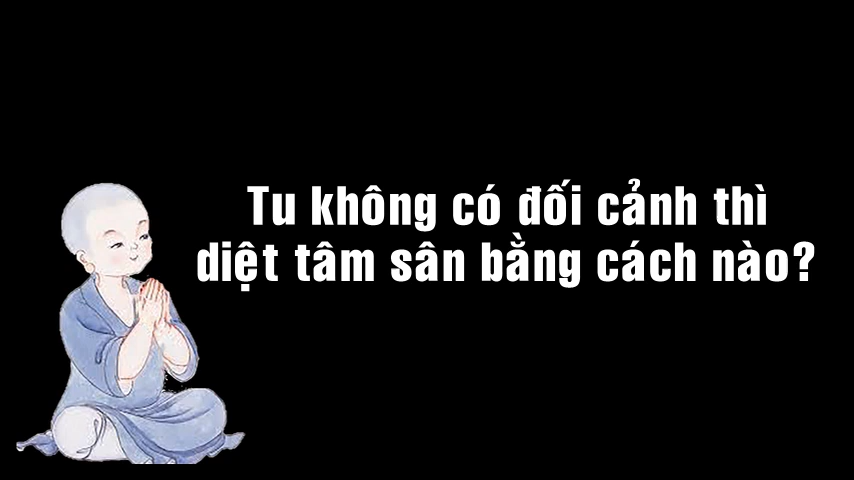 Tu không có đối cảnh thì
diệt tâm sân bằng cách nào?